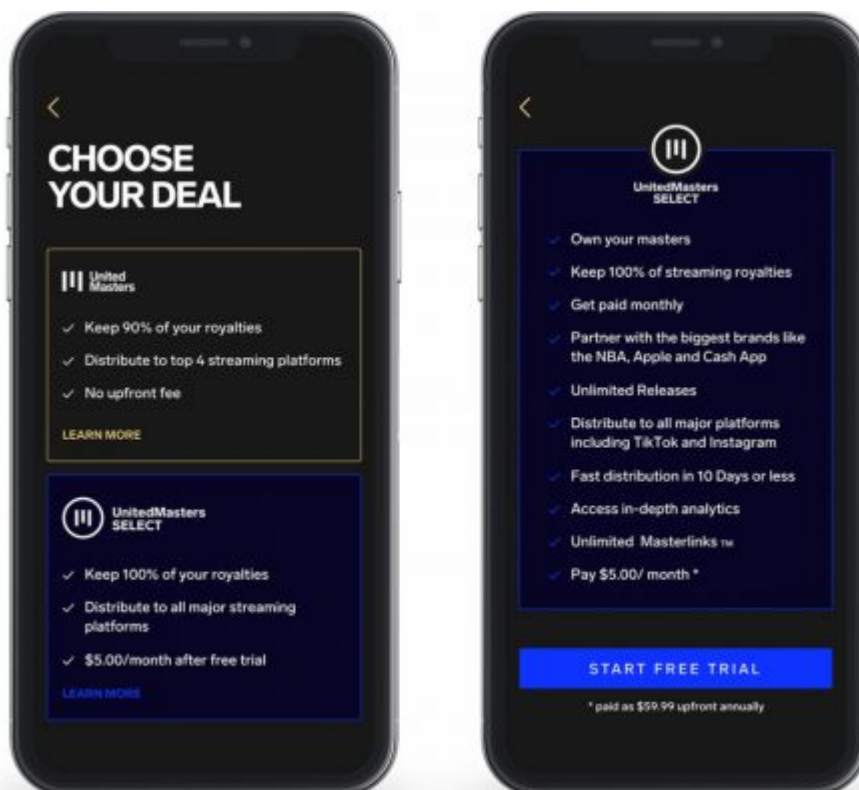 CHOOSE
YOUR DEAL
United
Masters
Keep 90% of your royalties
Distribute to top 4 streaming platforms
No upfront fee
LEARN MORE
UnitedMasters
SELECT
Keep 100% of your royalties
Distribute to all major streaming
platforms
$5.00/month after free trial
LEARN MORE
UnitedMasters
SELECT
Own your masters
Keep 100% of streaming royalties
Get paid monthly
Partner with the biggest brands like
the NBA, Apple and Cash App
Unlimited Releases
Distribute to all major platforms
including TikTok and Instagram
Fast distribution in 10 Days or less
Access in-depth analytics
Unlimited Masterlinks TM
Pay $5.00/ month *
START FREE TRIAL
* paid as $59.99 upfront annually